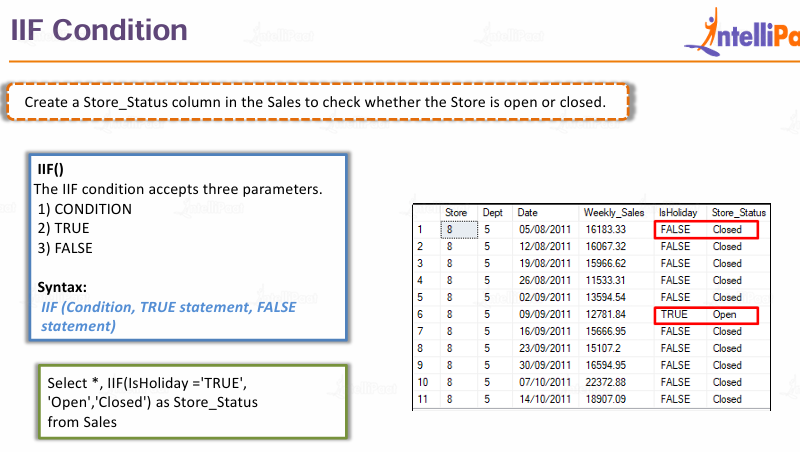 IIF Condition
IntelliPa
Create a Store_Status column in the Sales to check whether the Store is open or closed.
IIF()
The IIF condition accepts three parameters.
1) CONDITION
2) TRUE
3) FALSE
Syntax:
IIF (Condition, TRUE statement, FALSE
statement)
Select *, IIF(IsHoliday ='TRUE',
'Open','Closed') as Store_Status
from Sales
Store Dept Date Weekly_Sales IsHoliday Store_Status
1 8 5 05/08/2011 16183.33 FALSE Closed
2 8 5 12/08/2011 16067.32 FALSE Closed
3 8 5 19/08/2011 15966.62 FALSE Closed
4 8 5 26/08/2011 11533.31 FALSE Closed
5 8 5 02/09/2011 13594.54 FALSE Closed
6 8 5 09/09/2011 12781.84 TRUE Open
7 8 5 16/09/2011 15666.95 FALSE Closed
8 8 5 23/09/2011 15107.2 FALSE Closed
9 8 5 30/09/2011 16594.95 FALSE Closed
10 8 5 07/10/2011 22372.88 FALSE Closed
11 8 5 14/10/2011 18907.09 FALSE Closed